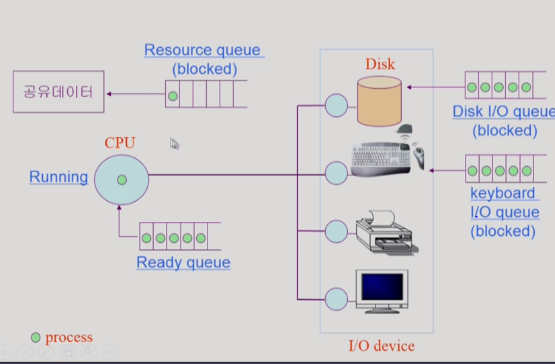 Resource queue
(blocked)
공유데이터
Disk
Disk I/O queue
(blocked)
CPU
Running
keyboard
I/O queue
(blocked)
Ready queue
process
I/O device